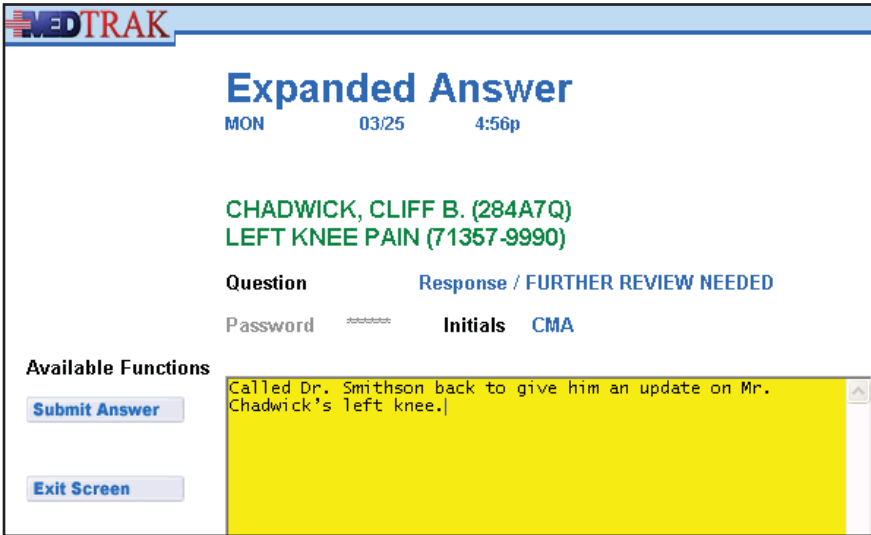 MEDTRAK
Expanded Answer
MON 03/25 4:56p
CHADWICK, CLIFF B. (284A7Q)
LEFT KNEE PAIN (71357-9990)
Question Response / FURTHER REVIEW NEEDED
Password ******* Initials CMA
Available Functions
Called Dr. Smithson back to give him an update on Mr.
Chadwick's left knee.
Submit Answer
Exit Screen